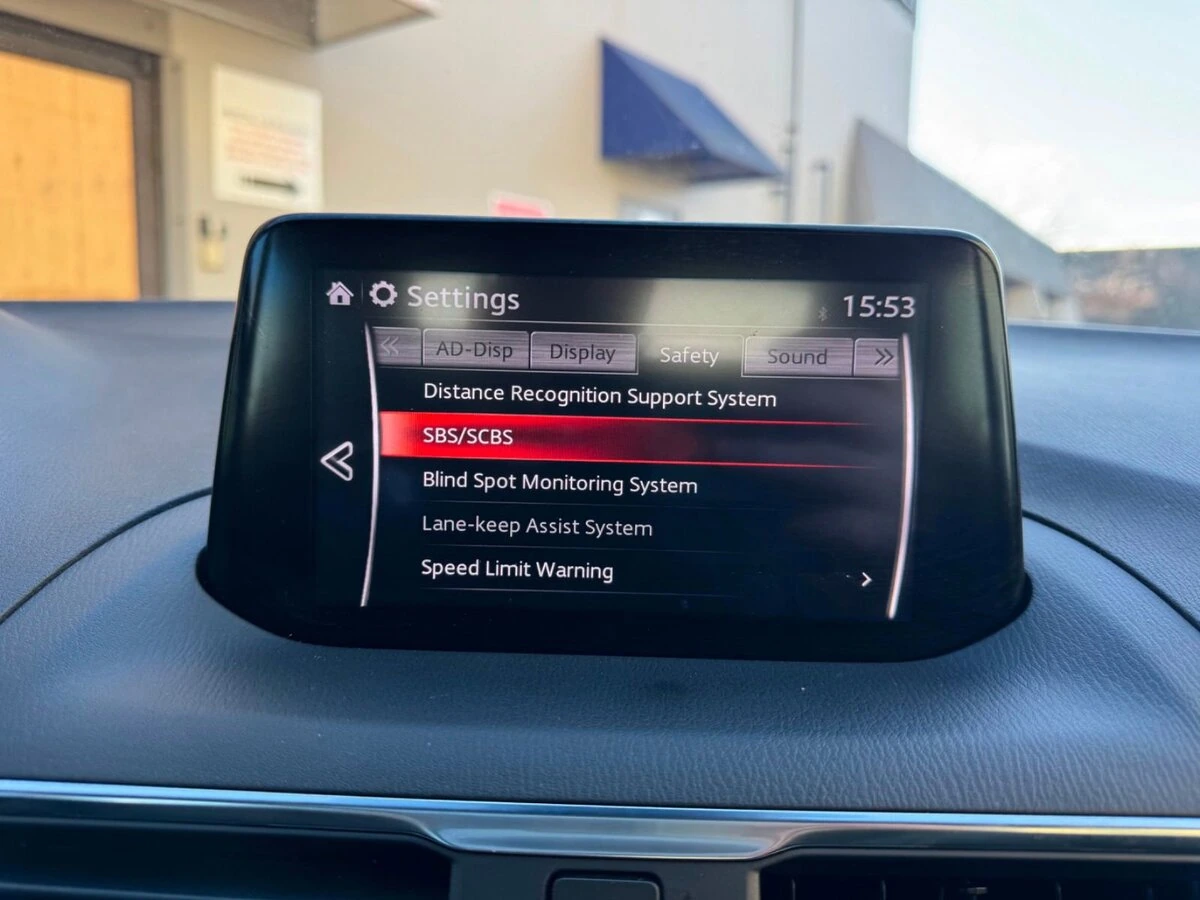 Settings 15:53
AD-Disp Display Safety Sound
Distance Recognition Support System
SBS/SCBS
Blind Spot Monitoring System
Lane-keep Assist System
Speed Limit Warning